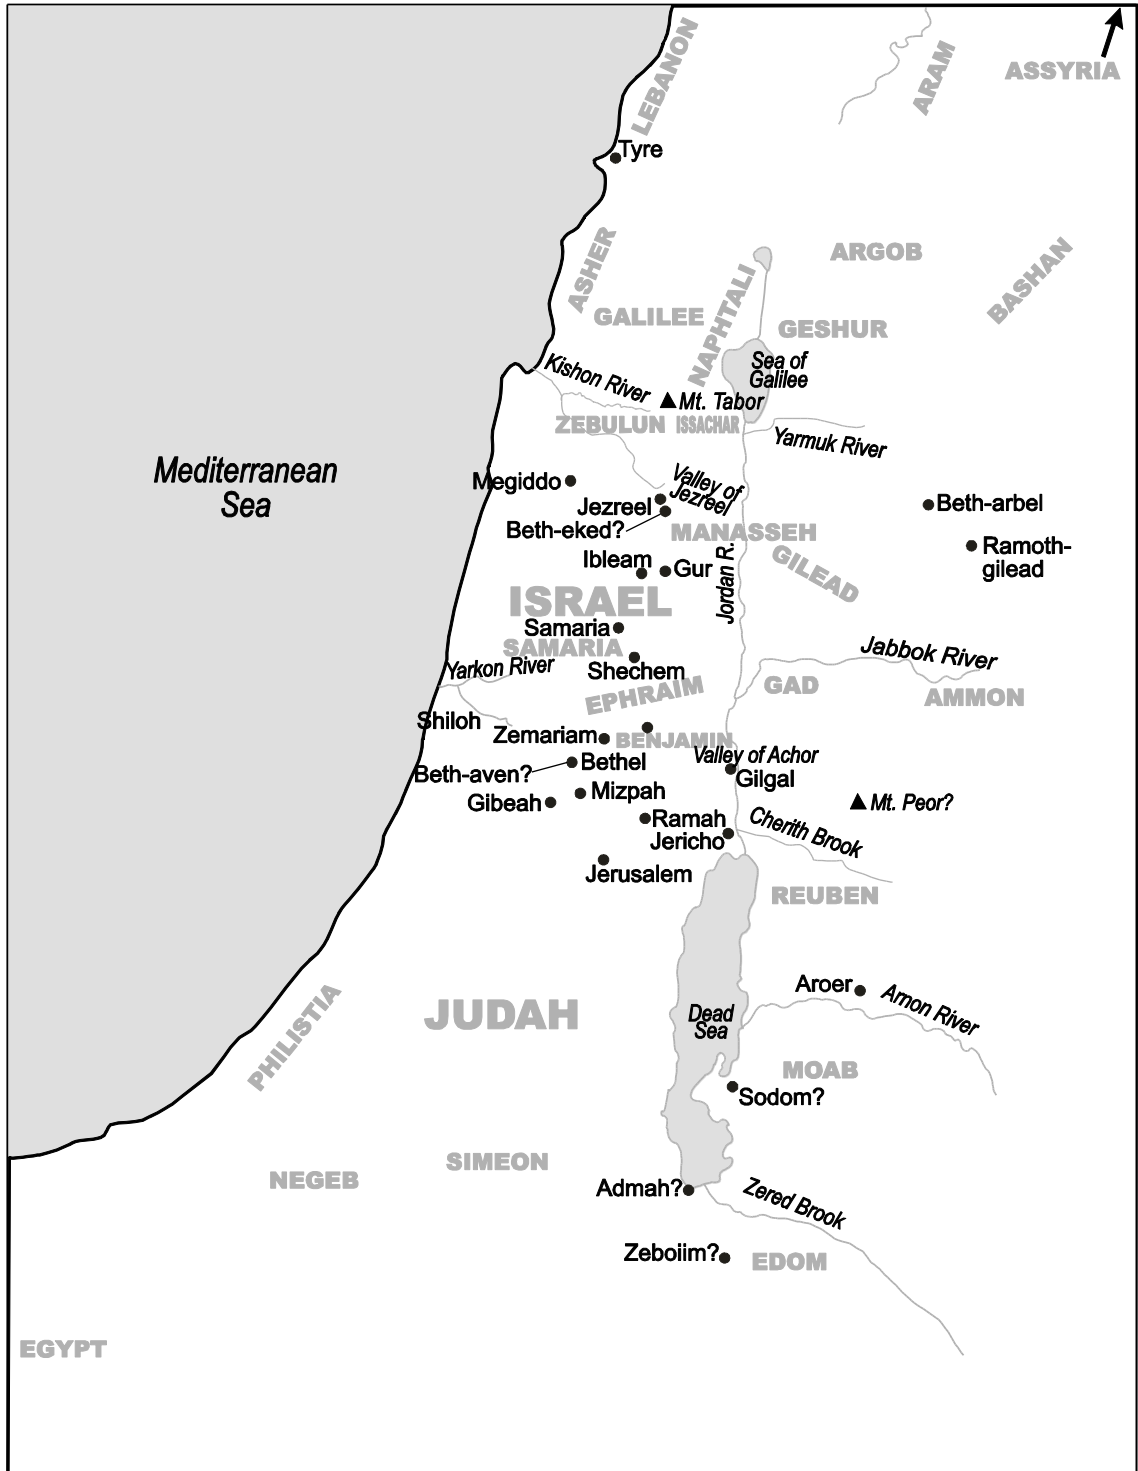 LEBANON
ARAM
ASSYRIA
Tyre
ASHER
ARGOB
BASHAN
GALILEE
NAPHTALI
GESHUR
Sea of
Galilee
Kishon River
Mt. Tabor
ZEBULUN
ISSACHAR
Yarmuk River
Mediterranean
Sea
Megiddo
Valley of
Jezreel
Jezreel
Beth-eked?
MANASSEH
Beth-arbel
Ramoth-
gilead
Ibleam
Gur
Jordan R.
GILEAD
ISRAEL
Samaria
SAMARIA
Yarkon River
Shechem
Jabbok River
EPHRAIM
GAD
AMMON
Shiloh
Zemariam
BENJAMIN
Valley of Achor
Beth-aven?
Bethel
Gilgal
Gibeah
Mizpah
Mt. Peor?
Ramah
Jericho
Cherith Brook
Jerusalem
REUBEN
Aroer
Arnon River
PHILISTIA
JUDAH
Dead
Sea
MOAB
Sodom?
NEGEB
SIMEON
Admah?
Zered Brook
Zeboiim?
EDOM
EGYPT